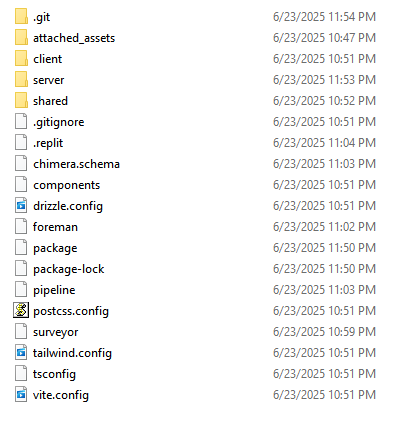 .git 6/23/2025 11:54 PM
attached_assets 6/23/2025 10:47 PM
client 6/23/2025 10:51 PM
server 6/23/2025 11:53 PM
shared 6/23/2025 10:52 PM
.gitignore 6/23/2025 10:51 PM
.replit 6/23/2025 11:04 PM
chimera.schema 6/23/2025 11:03 PM
components 6/23/2025 10:51 PM
drizzle.config 6/23/2025 10:51 PM
foreman 6/23/2025 11:02 PM
package 6/23/2025 11:50 PM
package-lock 6/23/2025 11:50 PM
pipeline 6/23/2025 11:03 PM
postcss.config 6/23/2025 10:51 PM
surveyor 6/23/2025 10:59 PM
tailwind.config 6/23/2025 10:51 PM
tsconfig 6/23/2025 10:51 PM
vite.config 6/23/2025 10:51 PM